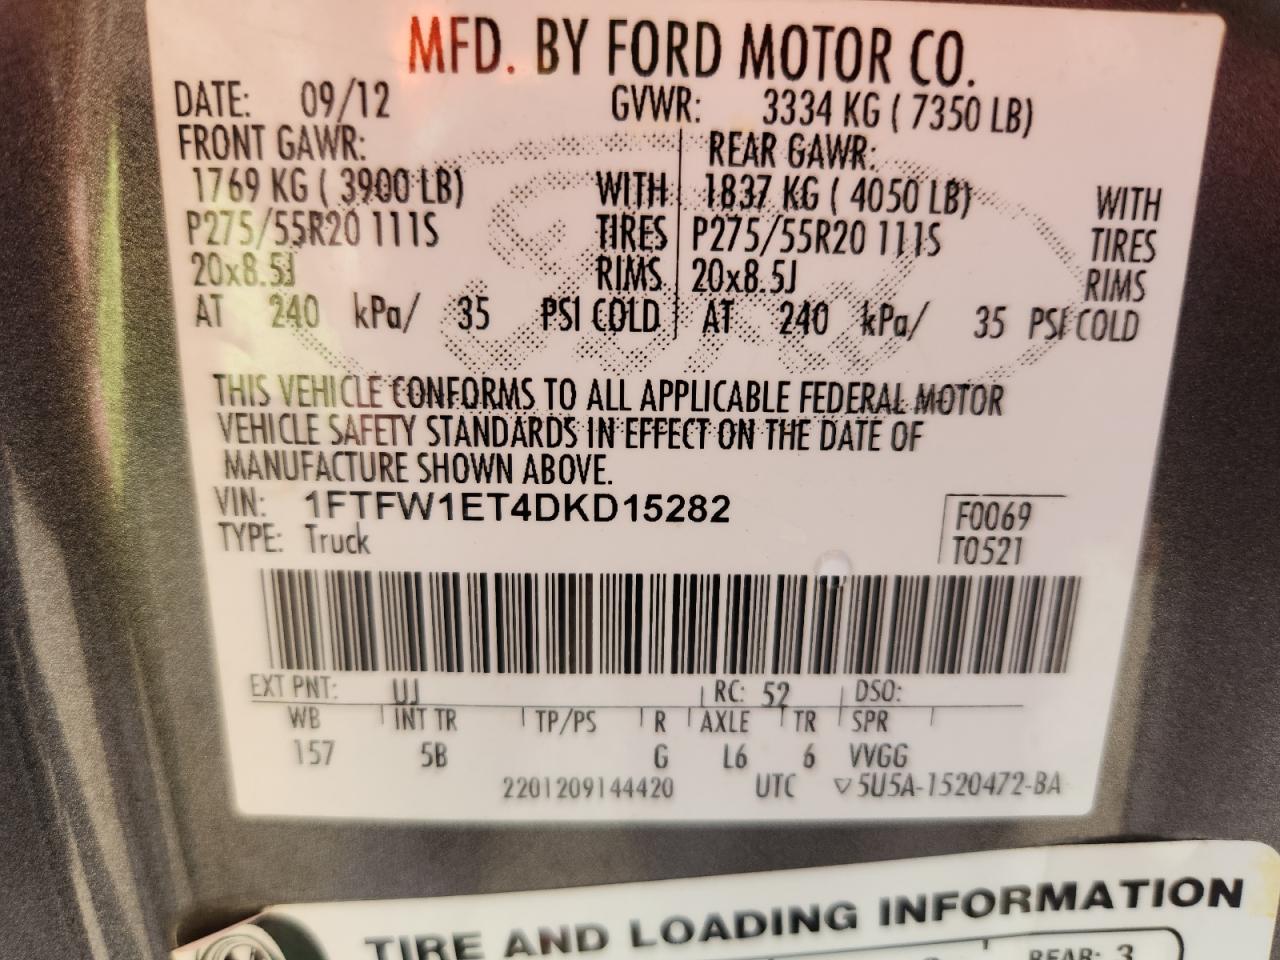 MFD. BY FORD MOTOR CO.
DATE: 09/12 GVWR: 3334 KG ( 7350 LB)
FRONT GAWR: REAR GAWR:
1769 KG ( 3900 LB) WITH 1837 KG ( 4050 LB) WITH
P275/55R20 111S TIRES P275/55R20 111S TIRES
20x8.5J RIMS 20x8.5J RIMS
AT 240 kPa/ 35 PSI COLD AT 240 kPa/ 35 PSI COLD
THIS VEHICLE CONFORMS TO ALL APPLICABLE FEDERAL MOTOR
VEHICLE SAFETY STANDARDS IN EFFECT ON THE DATE OF
MANUFACTURE SHOWN ABOVE.
VIN: 1FTFW1ET4DKD15282 F0069
TYPE: Truck T0521
EXT PNT: UJ RC: 52 DSO:
WB INT TR TP/PS R AXLE TR SPR
157 5B G L6 6 VVGG
2201209144420 UTC ▽5U5A-1520472-BA
TIRE AND LOADING INFORMATION
REAR: 3